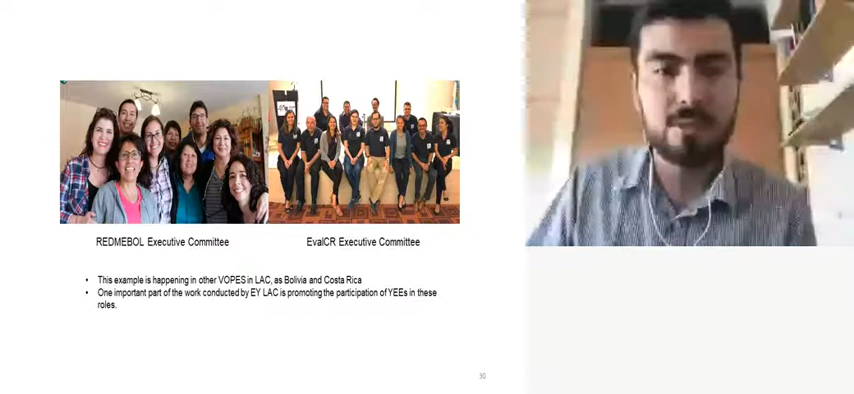 REDMEBOL Executive Committee
EvalCR Executive Committee
• This example is happening in other VOPES in LAC, as Bolivia and Costa Rica
• One important part of the work conducted by EY LAC is promoting the participation of YEEs in these
roles.
30